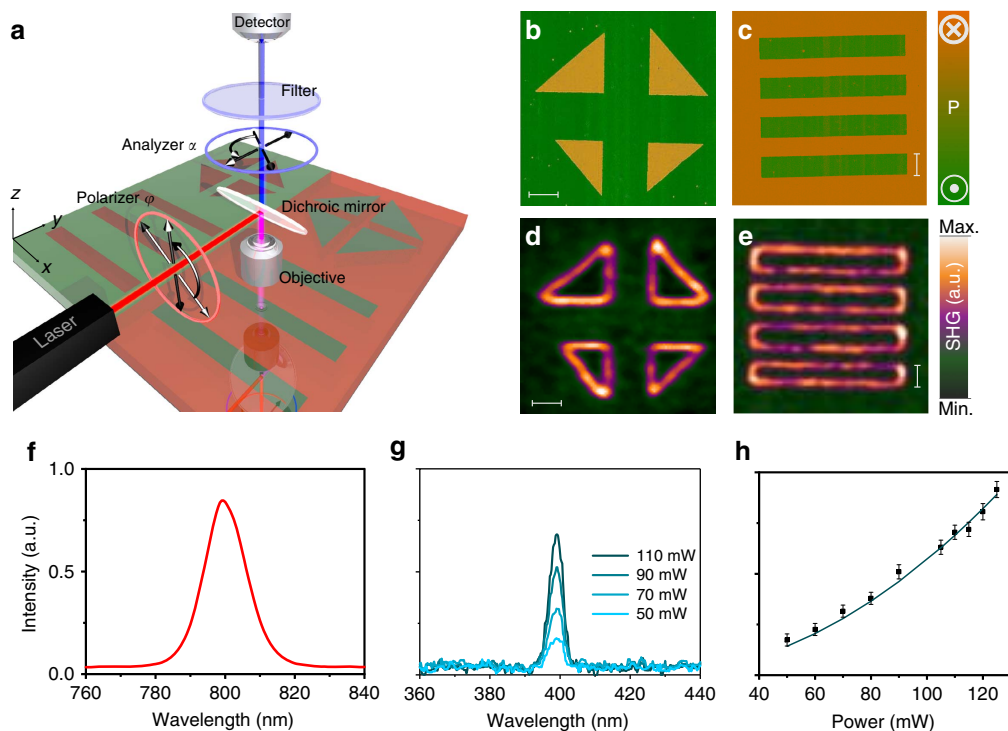 a
Detector
Filter
Analyzer α
Polarizer φ
Dichroic mirror
Objective
Laser
z
y
x
b
c
P
d
e
Max.
SHG (a.u.)
Min.
f
1.0
0.5
0.0
Intensity (a.u.)
760 780 800 820 840
Wavelength (nm)
g
110 mW
90 mW
70 mW
50 mW
360 380 400 420 440
Wavelength (nm)
h
40 60 80 100 120
Power (mW)